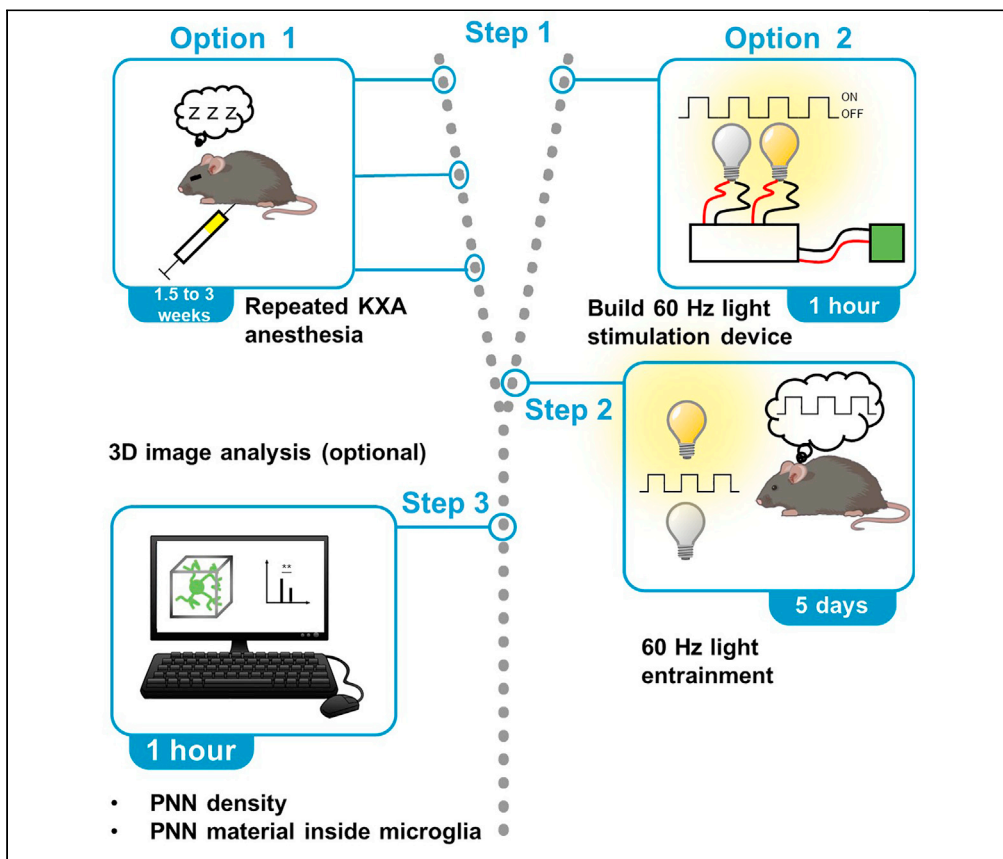 Option 1
Step 1
Option 2
Z Z Z
ON
OFF
1.5 to 3
weeks
Repeated KXA
anesthesia
Build 60 Hz light
stimulation device
1 hour
Step 2
5 days
60 Hz light
entrainment
3D image analysis (optional)
Step 3
**
1 hour
• PNN density
• PNN material inside microglia